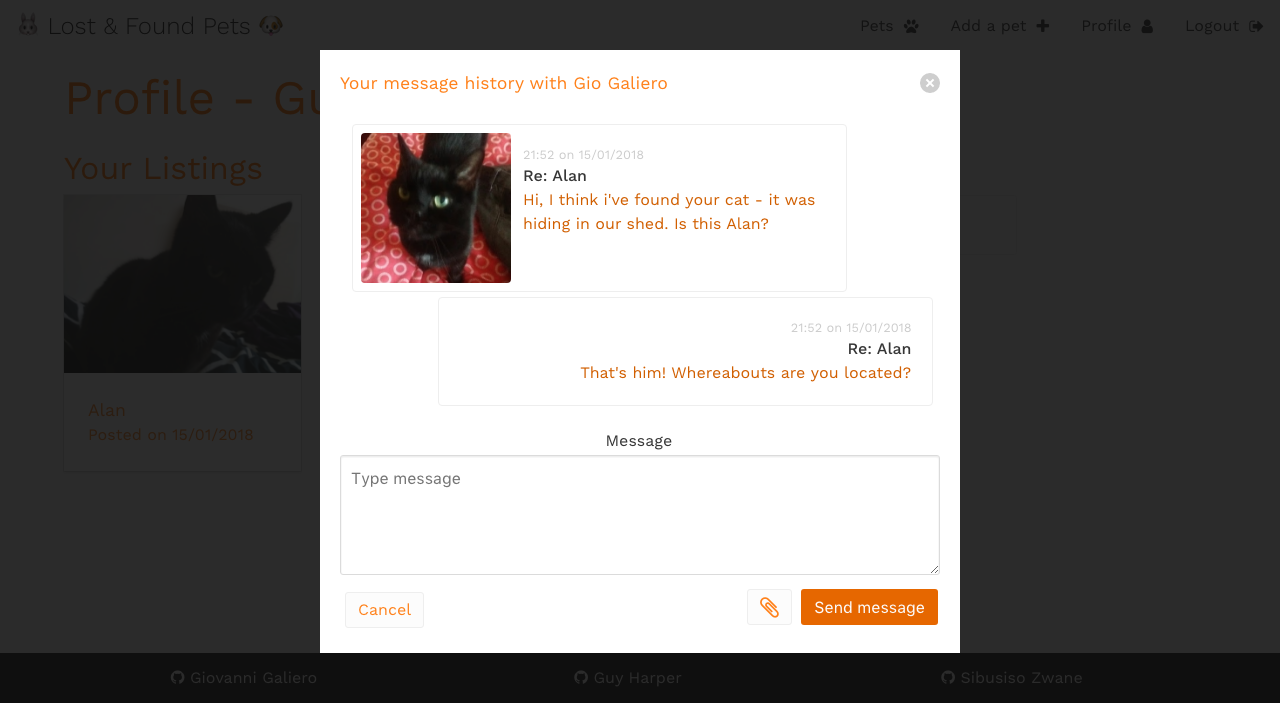 Lost & Found Pets
Pets
Add a pet
Profile
Logout
Profile - Gu
Your Listings
Alan
Posted on 15/01/2018
Your message history with Gio Galiero
21:52 on 15/01/2018
Re: Alan
Hi, I think i've found your cat - it was
hiding in our shed. Is this Alan?
21:52 on 15/01/2018
Re: Alan
That's him! Whereabouts are you located?
Message
Type message
Cancel
Send message
Giovanni Galiero
Guy Harper
Sibusiso Zwane